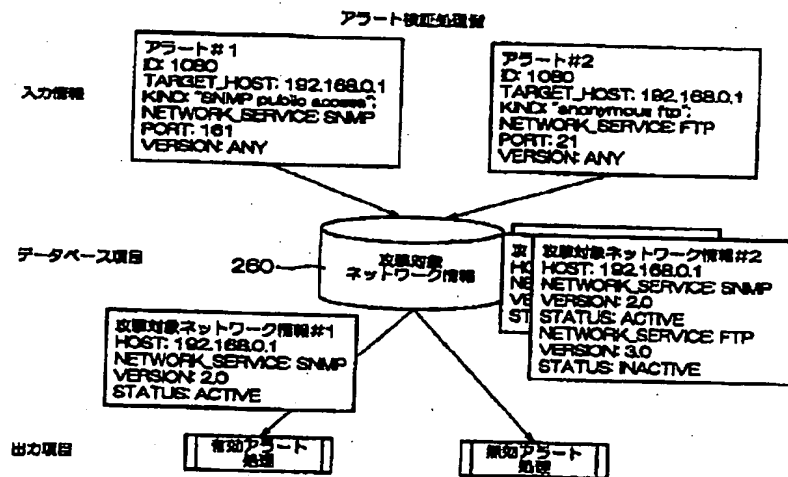 アラート検証処理
入力情報
アラート#1
ID: 1080
TARGET_HOST: 192.168.0.1
KIND: "SNMP public access";
NETWORK_SERVICE: SNMP
PORT: 161
VERSION: ANY
アラート#2
ID: 1080
TARGET_HOST: 192.168.0.1
KIND: "anonymous ftp";
NETWORK_SERVICE: FTP
PORT: 21
VERSION: ANY
データベース項目
260
攻撃対象
ネットワーク情報
攻
HO
NE
VE
ST
攻撃対象ネットワーク情報#2
HOST: 192.168.0.1
NETWORK_SERVICE: SNMP
VERSION: 2.0
STATUS: ACTIVE
NETWORK_SERVICE: FTP
VERSION: 3.0
STATUS: INACTIVE
攻撃対象ネットワーク情報#1
HOST: 192.168.0.1
NETWORK_SERVICE: SNMP
VERSION: 2.0
STATUS: ACTIVE
出力項目
有効アラート
処理
無効アラート
処理